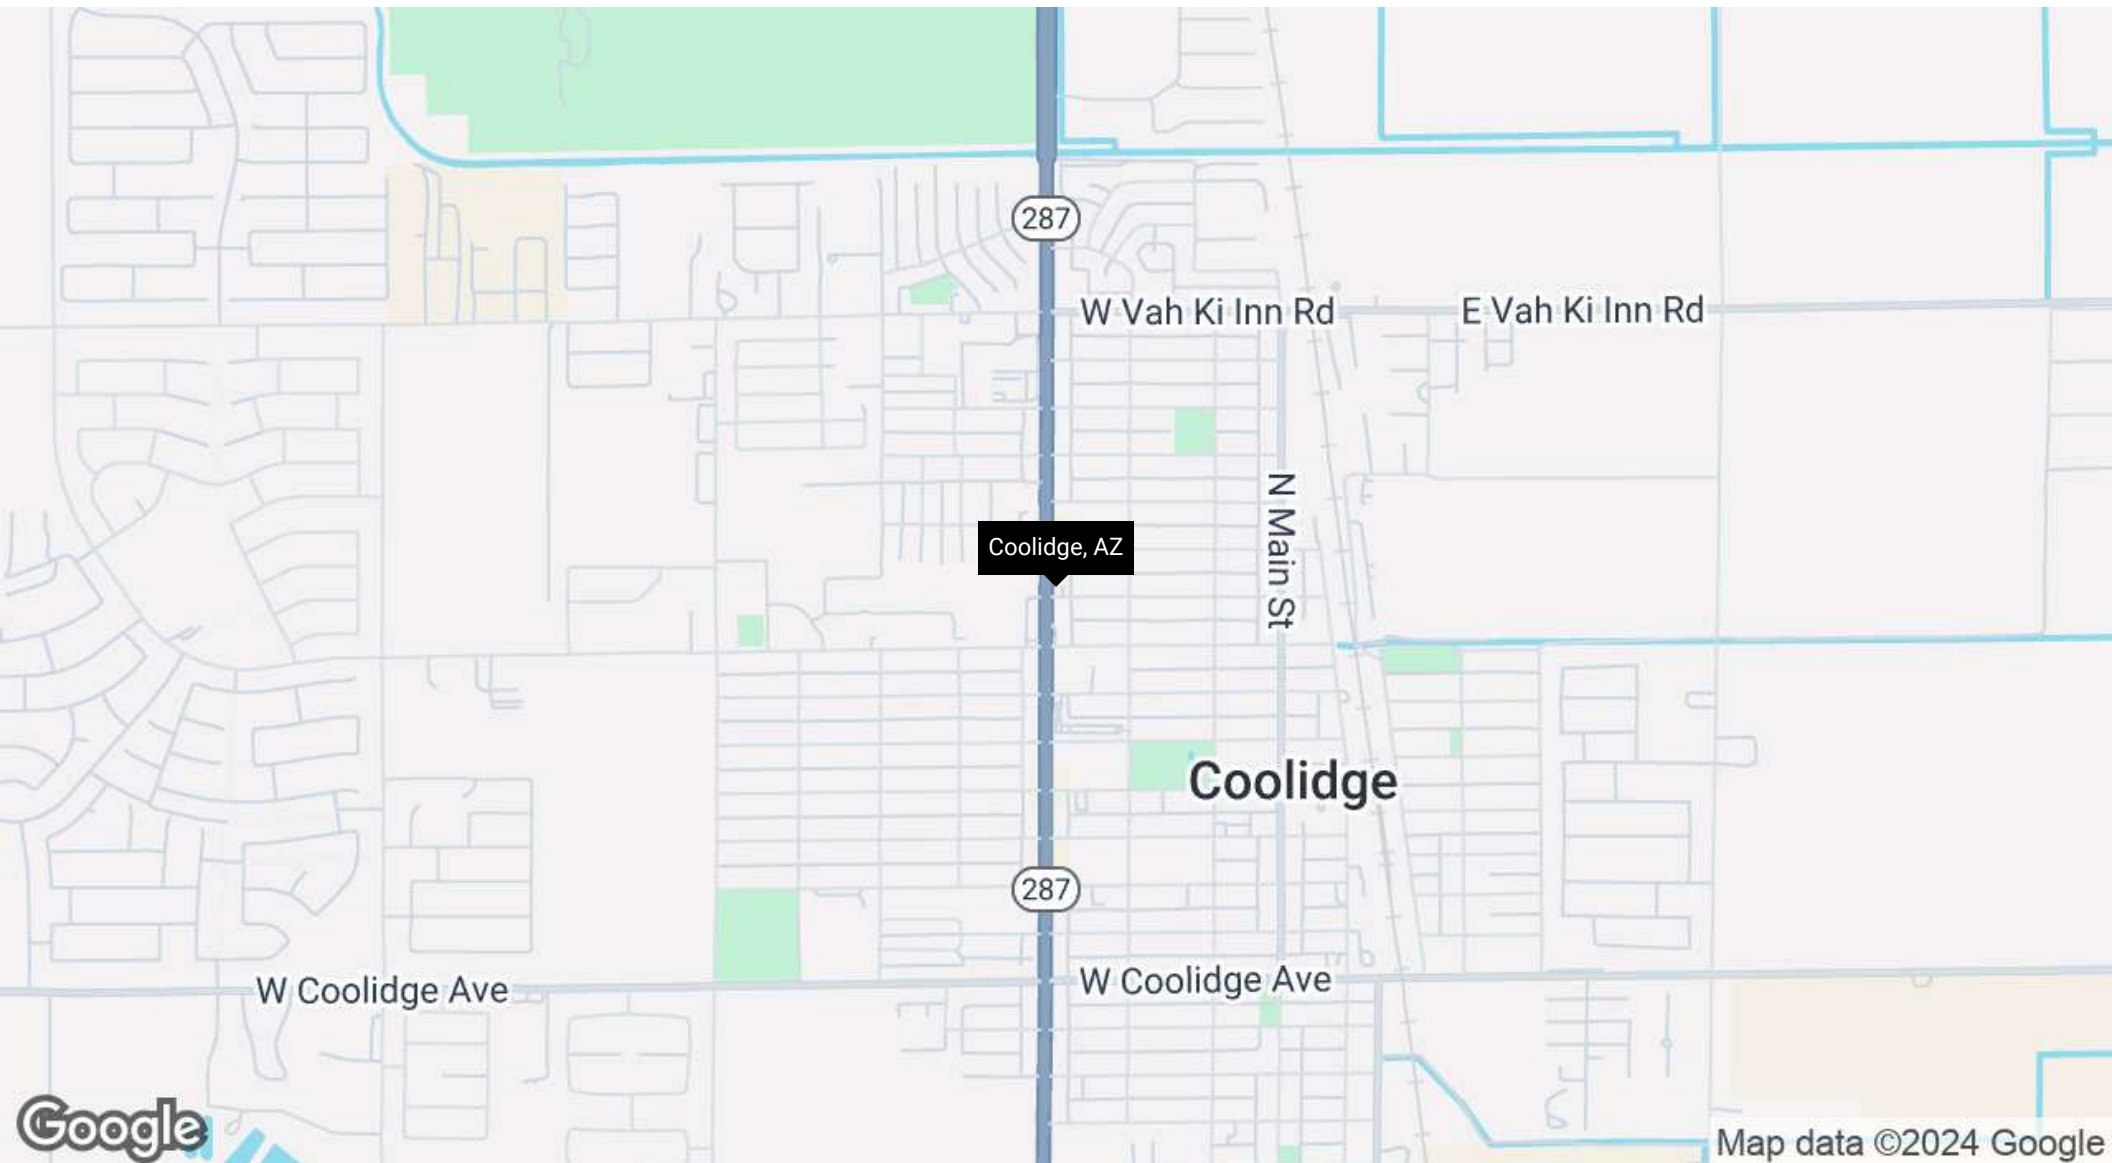 287
W Vah Ki Inn Rd
E Vah Ki Inn Rd
N Main St
Coolidge, AZ
Coolidge
287
W Coolidge Ave
W Coolidge Ave
Google
Map data ©2024 Google